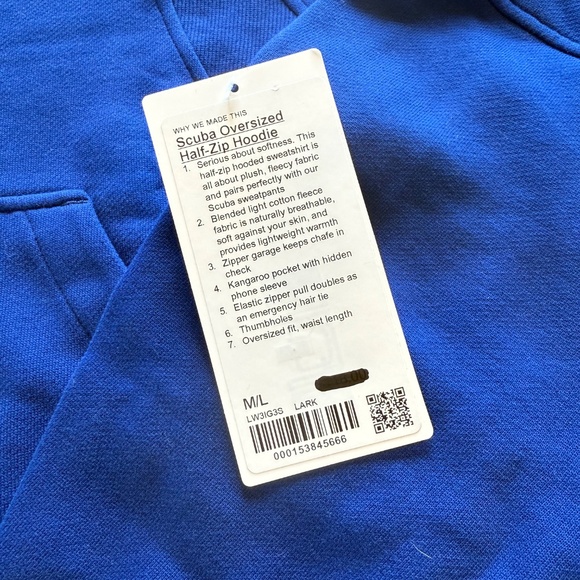 WHY WE MADE THIS
Scuba Oversized
Half-Zip Hoodie
1. Serious about softness. This
half-zip hooded sweatshirt is
all about plush, fleecy fabric
and pairs perfectly with our
Scuba sweatpants
2. Blended light cotton fleece
fabric is naturally breathable,
soft against your skin, and
provides lightweight warmth
3. Zipper garage keeps chafe in
check
4. Kangaroo pocket with hidden
phone sleeve
5. Elastic zipper pull doubles as
an emergency hair tie
6. Thumbholes
7. Oversized fit, waist length
M/L
LW3IG3S LARK
000153845666